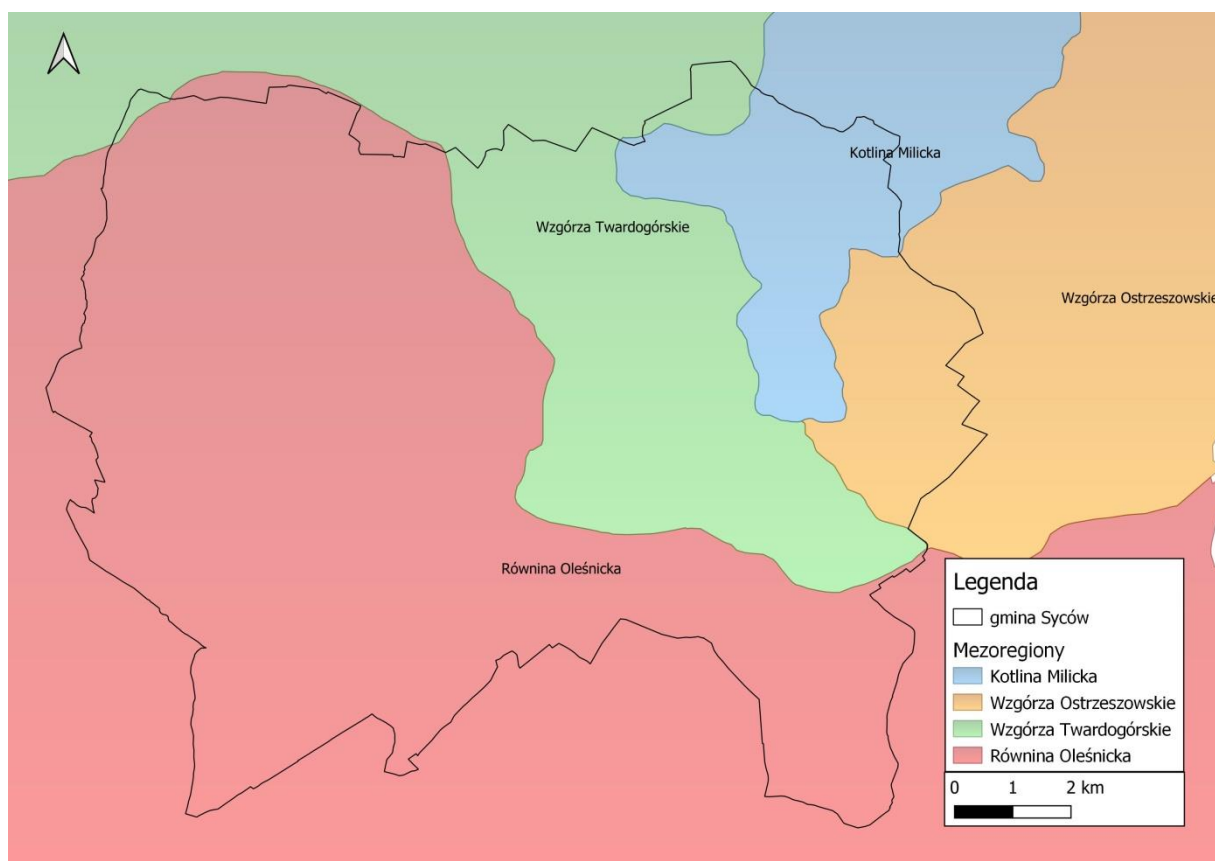 Kotlina Milicka
Wzgórza Twardogórskie
Wzgórza Ostrzeszowskie
Równina Oleśnicka
Legenda
gmina Syców
Mezoregiony
Kotlina Milicka
Wzgórza Ostrzeszowskie
Wzgórza Twardogórskie
Równina Oleśnicka
0 1 2 km